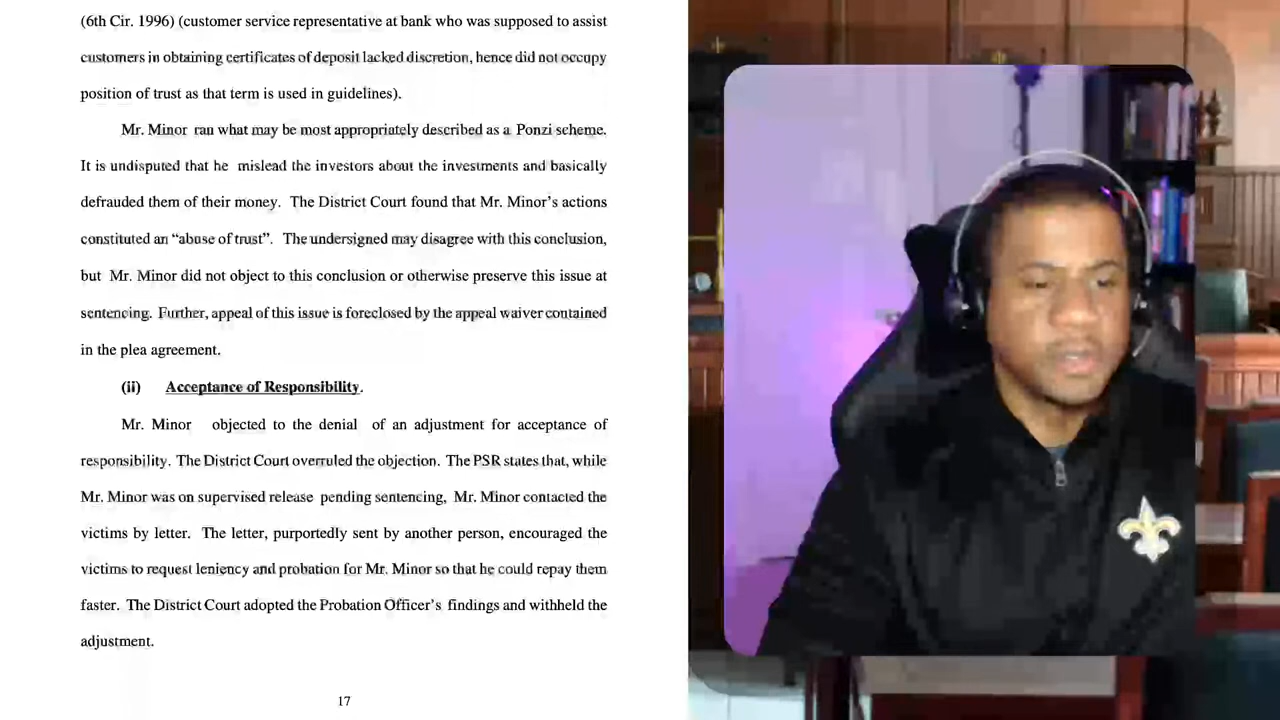 (6th Cir. 1996) (customer service representative at bank who was supposed to assist
customers in obtaining certificates of deposit lacked discretion, hence did not occupy
position of trust as that term is used in guidelines).
Mr. Minor ran what may be most appropriately described as a Ponzi scheme.
It is undisputed that he mislead the investors about the investments and basically
defrauded them of their money. The District Court found that Mr. Minor’s actions
constituted an “abuse of trust”. The undersigned may disagree with this conclusion,
but Mr. Minor did not object to this conclusion or otherwise preserve this issue at
sentencing. Further, appeal of this issue is foreclosed by the appeal waiver contained
in the plea agreement.
(ii) Acceptance of Responsibility.
Mr. Minor objected to the denial of an adjustment for acceptance of
responsibility. The District Court overruled the objection. The PSR states that, while
Mr. Minor was on supervised release pending sentencing, Mr. Minor contacted the
victims by letter. The letter, purportedly sent by another person, encouraged the
victims to request leniency and probation for Mr. Minor so that he could repay them
faster. The District Court adopted the Probation Officer’s findings and withheld the
adjustment.
17